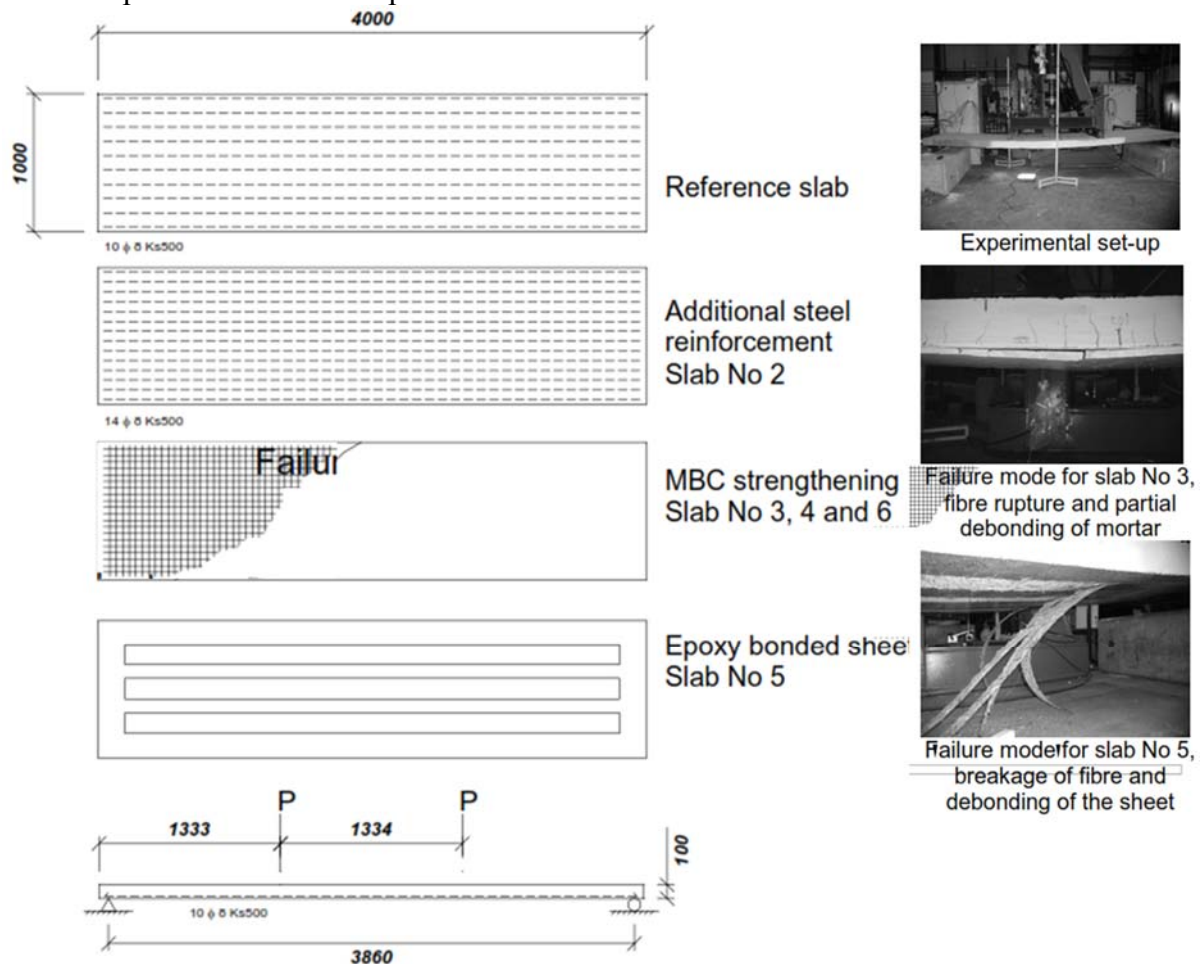 4000
1000
Reference slab
Experimental set-up
10 ϕ 8 Ks500
Additional steel
reinforcement
Slab No 2
14 ϕ 8 Ks500
Failur
MBC strengthening
Slab No 3, 4 and 6
Failure mode for slab No 3,
fibre rupture and partial
debonding of mortar
Epoxy bonded sheet
Slab No 5
Failure mode for slab No 5,
breakage of fibre and
debonding of the sheet
P
P
1333
1334
100
10 ϕ 8 Ks500
3860